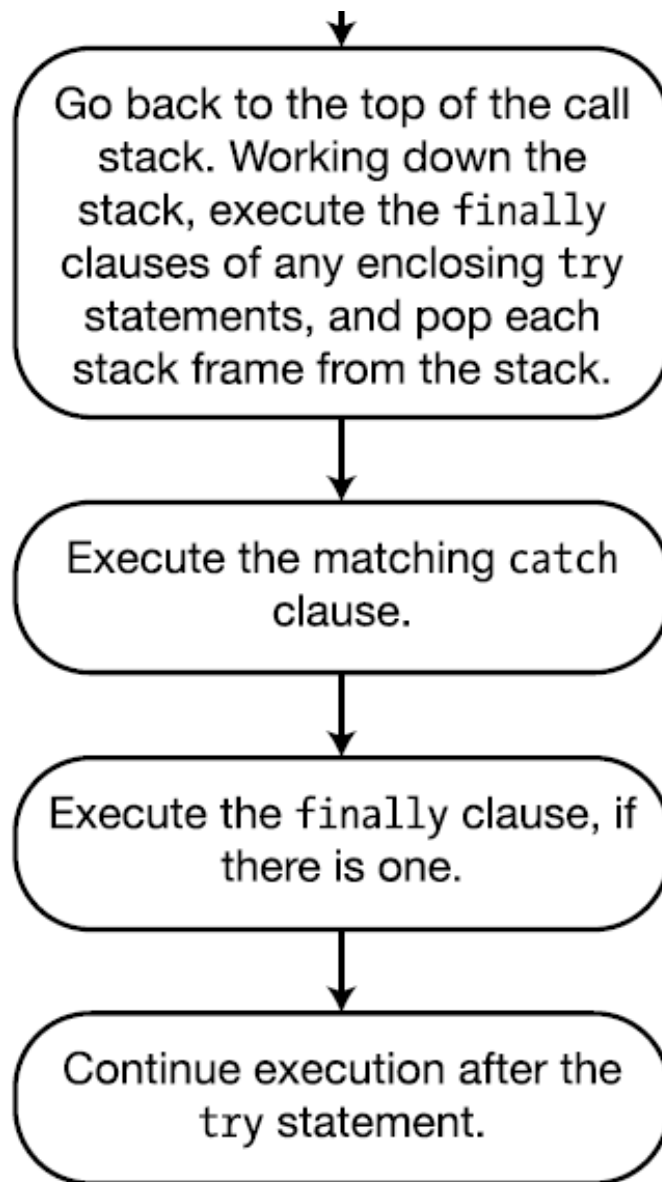 Go back to the top of the call
stack. Working down the
stack, execute the finally
clauses of any enclosing try
statements, and pop each
stack frame from the stack.
Execute the matching catch
clause.
Execute the finally clause, if
there is one.
Continue execution after the
try statement.